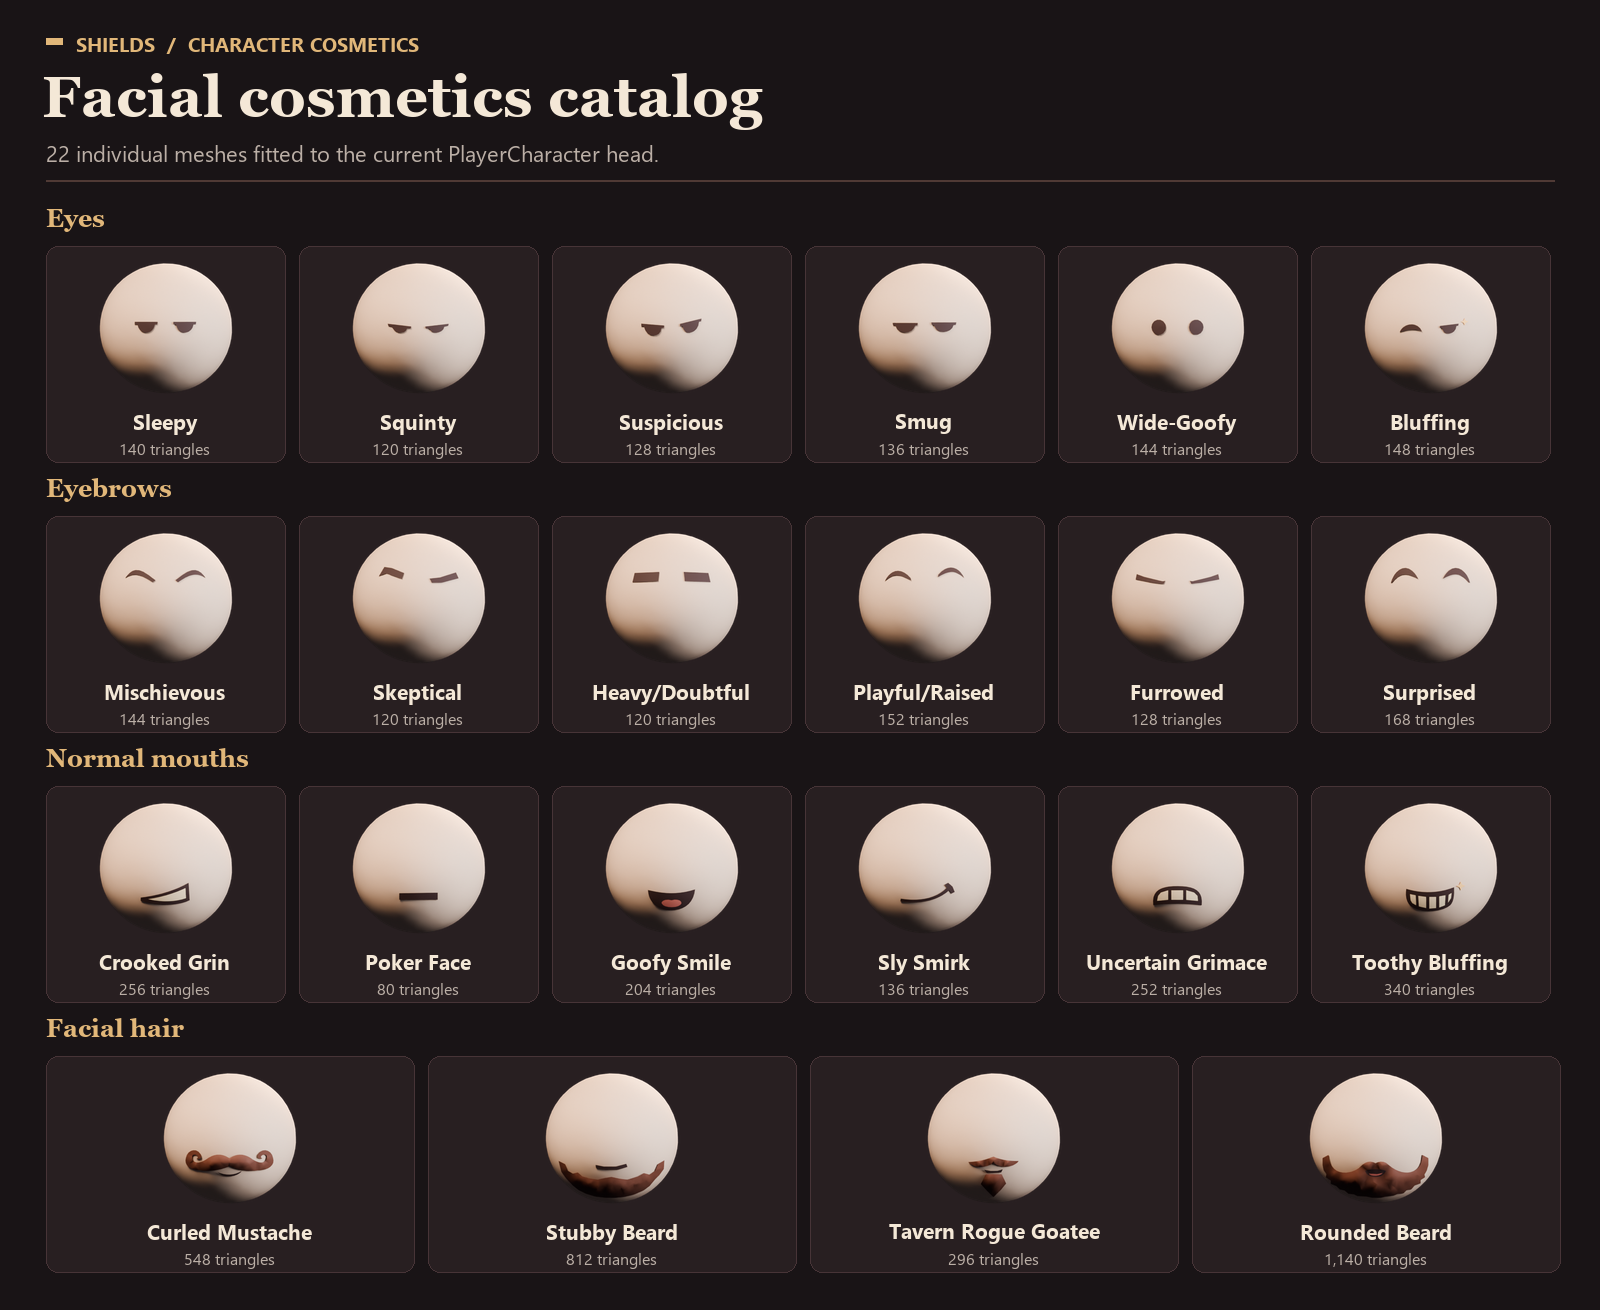 SHIELDS / CHARACTER COSMETICS
Facial cosmetics catalog
22 individual meshes fitted to the current PlayerCharacter head.
Eyes
Sleepy
140 triangles
Squinty
120 triangles
Suspicious
128 triangles
Smug
136 triangles
Wide-Goofy
144 triangles
Bluffing
148 triangles
Eyebrows
Mischievous
144 triangles
Skeptical
120 triangles
Heavy/Doubtful
120 triangles
Playful/Raised
152 triangles
Furrowed
128 triangles
Surprised
168 triangles
Normal mouths
Crooked Grin
256 triangles
Poker Face
80 triangles
Goofy Smile
204 triangles
Sly Smirk
136 triangles
Uncertain Grimace
252 triangles
Toothy Bluffing
340 triangles
Facial hair
Curled Mustache
548 triangles
Stubby Beard
812 triangles
Tavern Rogue Goatee
296 triangles
Rounded Beard
1,140 triangles